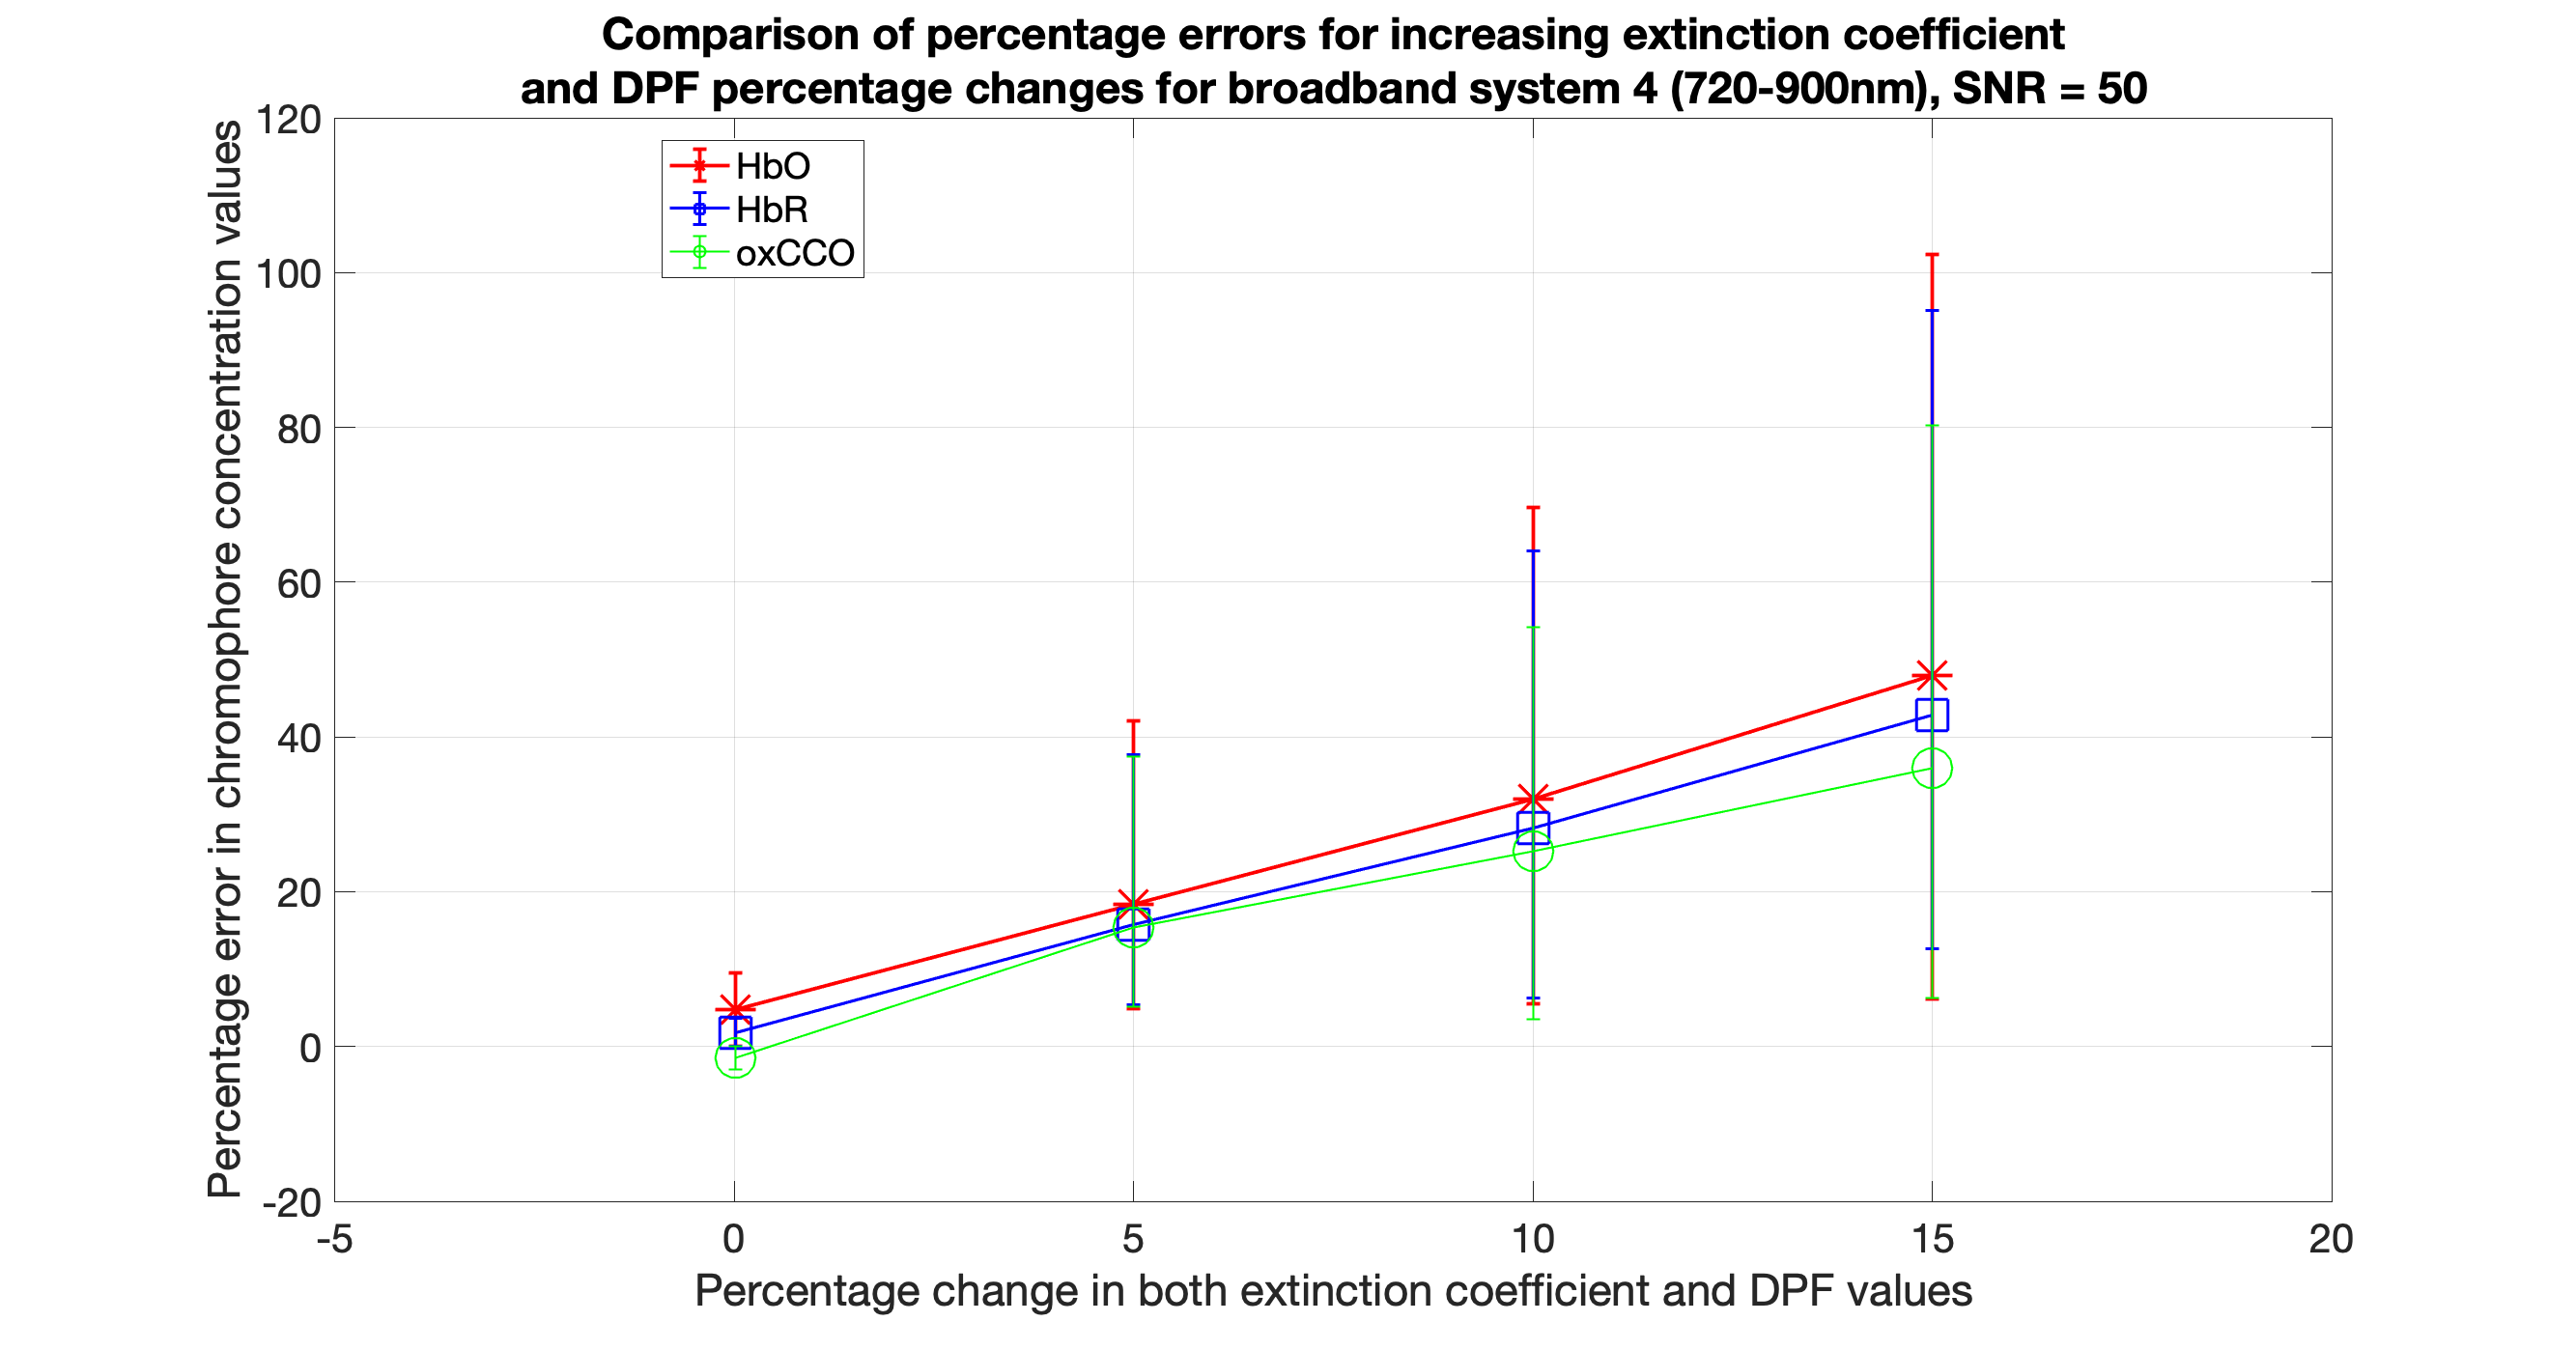 Comparison of percentage errors for increasing extinction coefficient
and DPF percentage changes for broadband system 4 (720-900nm), SNR = 50
Percentage error in chromophore concentration values
120
100
80
60
40
20
0
-20
HbO
HbR
oxCCO
-5
0
5
10
15
20
Percentage change in both extinction coefficient and DPF values